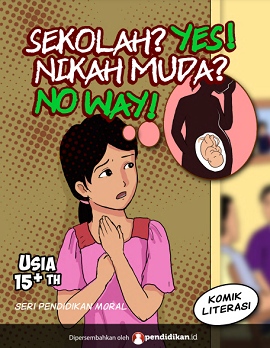 SEKOLAH? YES!
NIKAH MUDA?
NO WAY!
USIA
15+ TH
SERI PENDIDIKAN MORAL
KOMIK
LITERASI
Dipersembahkan oleh pendidikan.id